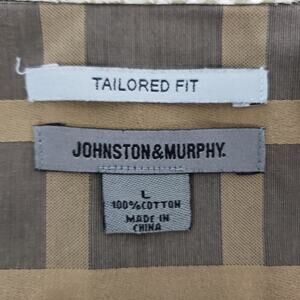 TAILORED FIT
JOHNSTON&MURPHY.
L
100%COTTON
MADE IN
CHINA